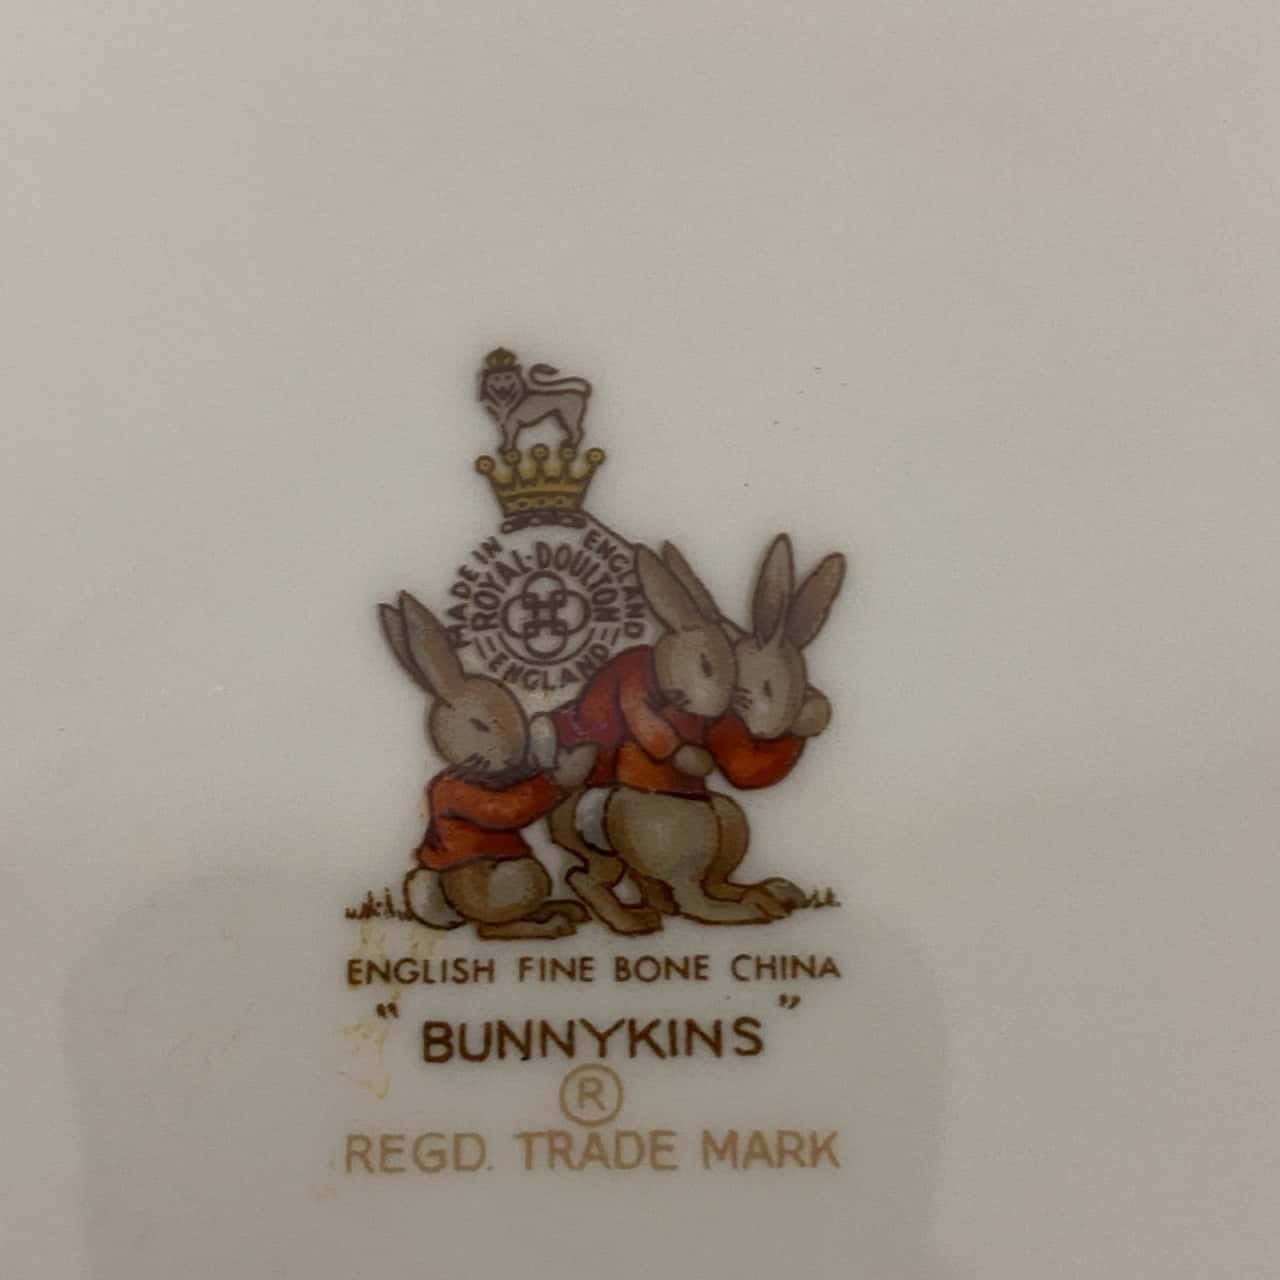 MADE IN ENGLAND
ROYAL·DOULTON
ENGLAND
ENGLISH FINE BONE CHINA
"BUNNYKINS"
®
REGD. TRADE MARK